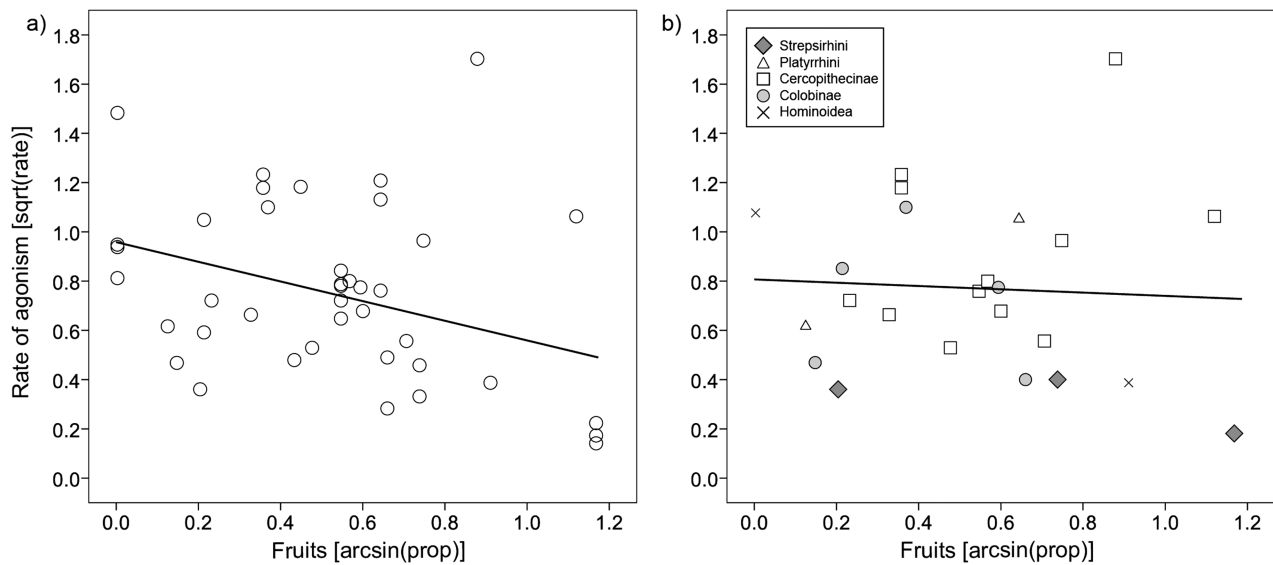 a)
1.8
1.6
1.4
1.2
1.0
0.8
0.6
0.4
0.2
0.0
Rate of agonism [sqrt(rate)]
0.0 0.2 0.4 0.6 0.8 1.0 1.2
Fruits [arcsin(prop)]
b)
Strepsirhini
Platyrrhini
Cercopithecinae
Colobinae
Hominoidea
1.8
1.6
1.4
1.2
1.0
0.8
0.6
0.4
0.2
0.0
0.0 0.2 0.4 0.6 0.8 1.0 1.2
Fruits [arcsin(prop)]